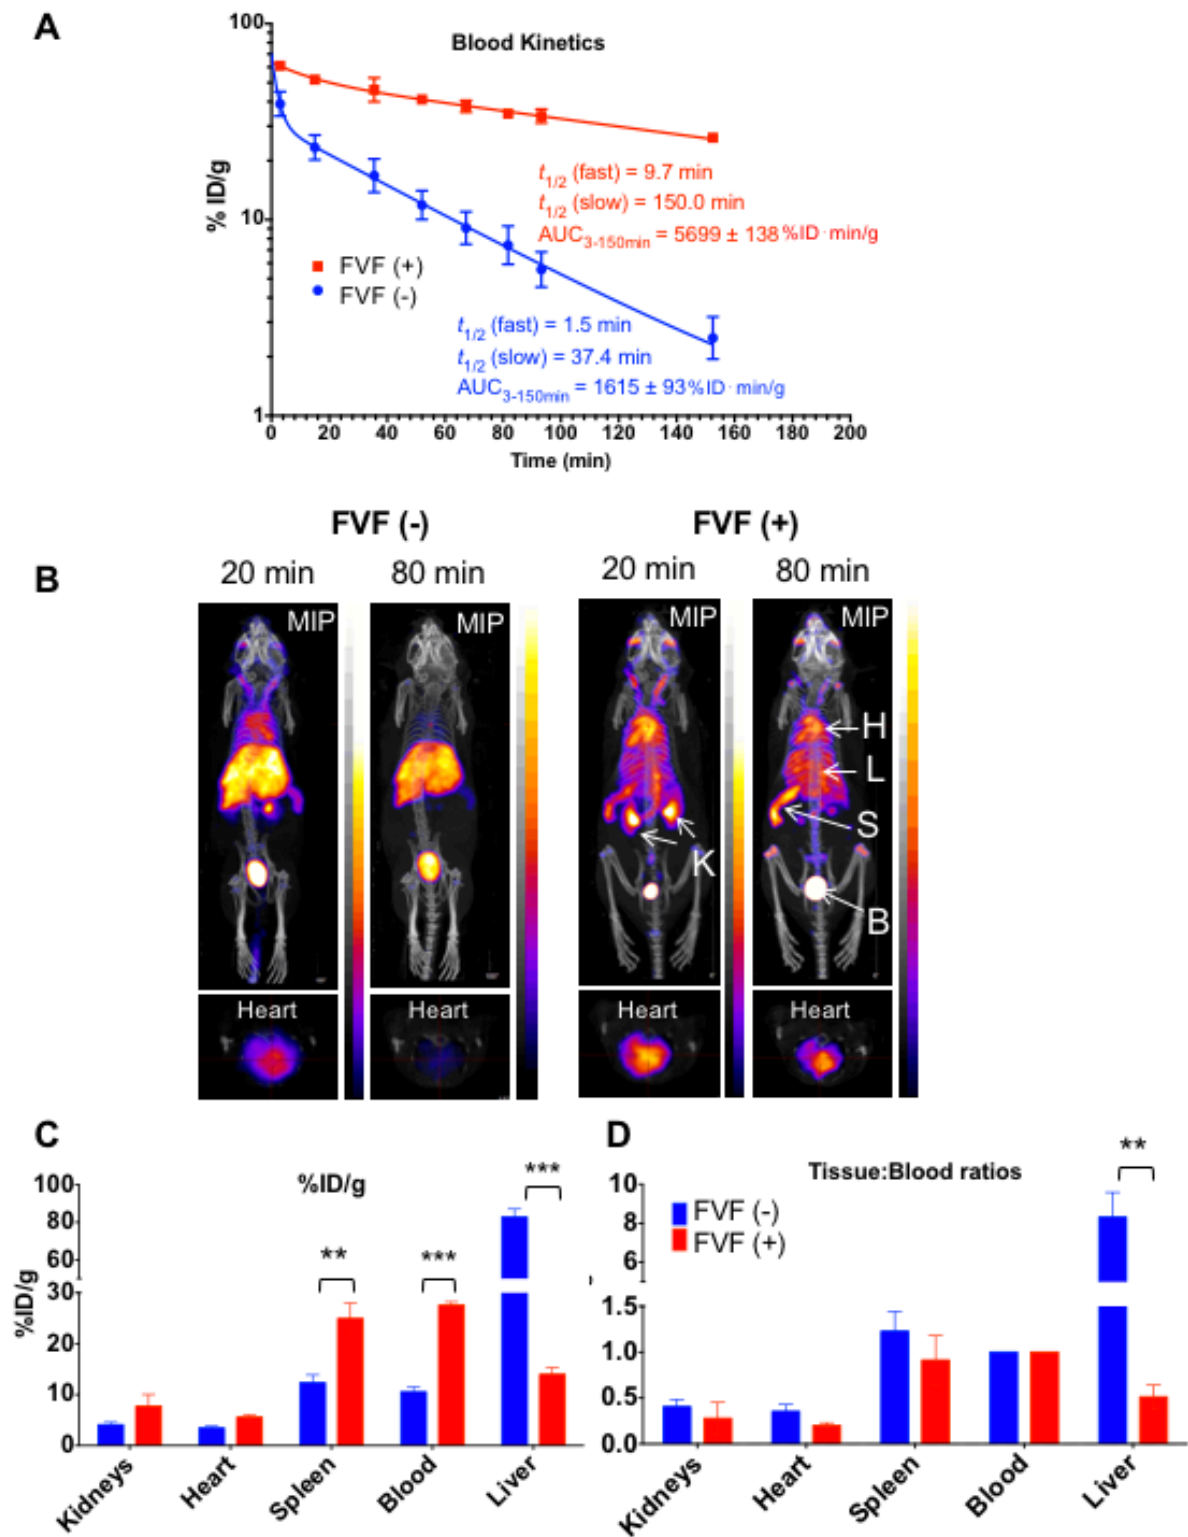 A
Blood Kinetics
100
10
1
% ID/g
t1/2 (fast) = 9.7 min
t1/2 (slow) = 150.0 min
AUC3-150min = 5699 ± 138 %ID·min/g
FVF (+)
FVF (-)
t1/2 (fast) = 1.5 min
t1/2 (slow) = 37.4 min
AUC3-150min = 1615 ± 93%ID·min/g
0 20 40 60 80 100 120 140 160 180 200
Time (min)
FVF (-) FVF (+)
B
20 min 80 min 20 min 80 min
MIP MIP MIP MIP
H
L
S
K
B
Heart Heart Heart Heart
C
%ID/g
***
**
***
100
80
60
30
20
10
0
%ID/g
Kidneys Heart Spleen Blood Liver
D
Tissue:Blood ratios
**
FVF (-)
FVF (+)
10
8
6
1.5
1.0
0.5
0.0
Kidneys Heart Spleen Blood Liver